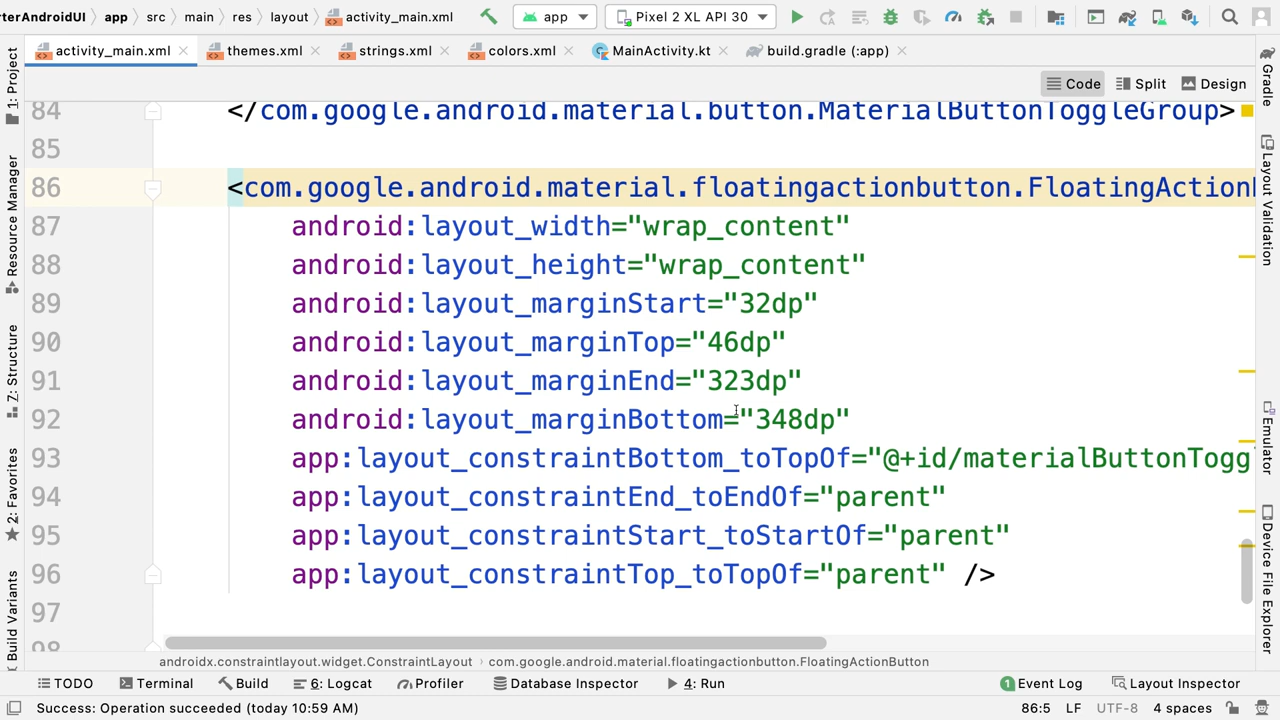 rterAndroidUI › app › src › main › res › layout › activity_main.xml app Pixel 2 XL API 30
activity_main.xml themes.xml strings.xml colors.xml MainActivity.kt build.gradle (:app)
Code Split Design
84 </com.google.android.material.button.MaterialButtonToggleGroup>
85
86 <com.google.android.material.floatingactionbutton.FloatingAction
87 android:layout_width="wrap_content"
88 android:layout_height="wrap_content"
89 android:layout_marginStart="32dp"
90 android:layout_marginTop="46dp"
91 android:layout_marginEnd="323dp"
92 android:layout_marginBottom="348dp"
93 app:layout_constraintBottom_toTopOf="@+id/materialButtonTogg
94 app:layout_constraintEnd_toEndOf="parent"
95 app:layout_constraintStart_toStartOf="parent"
96 app:layout_constraintTop_toTopOf="parent" />
97
98
1: Project
Resource Manager
Z: Structure
2: Favorites
Build Variants
Gradle
Layout Validation
Emulator
Device File Explorer
androidx.constraintlayout.widget.ConstraintLayout › com.google.android.material.floatingactionbutton.FloatingActionButton
TODO Terminal Build 6: Logcat Profiler Database Inspector 4: Run 1 Event Log Layout Inspector
Success: Operation succeeded (today 10:59 AM) 86:5 LF UTF-8 4 spaces